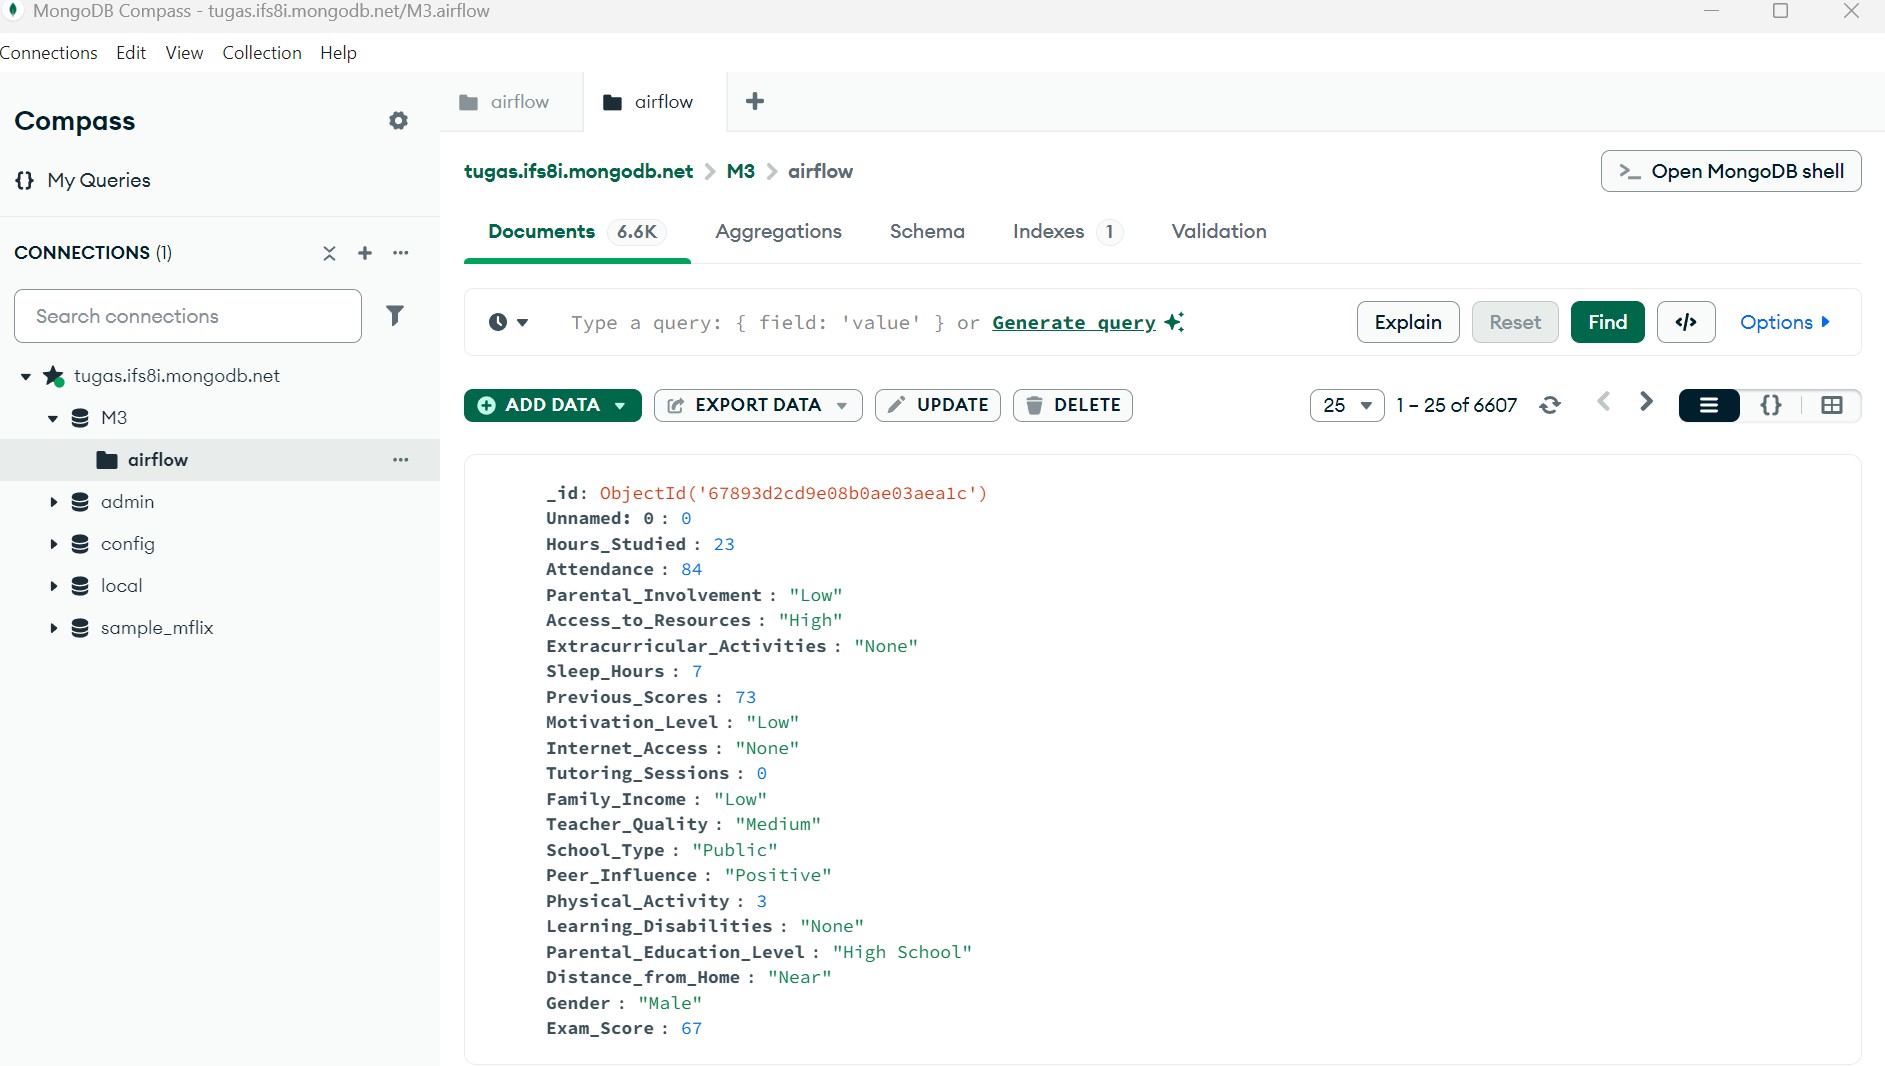 MongoDB Compass - tugas.ifs8i.mongodb.net/M3.airflow
Connections Edit View Collection Help
Compass
My Queries
CONNECTIONS (1)
Search connections
tugas.ifs8i.mongodb.net
M3
airflow
admin
config
local
sample_mflix
airflow
airflow
tugas.ifs8i.mongodb.net > M3 > airflow
>_ Open MongoDB shell
Documents 6.6K Aggregations Schema Indexes 1 Validation
Type a query: { field: 'value' } or Generate query
Explain Reset Find </> Options
ADD DATA EXPORT DATA UPDATE DELETE
25 1 – 25 of 6607
_id: ObjectId('67893d2cd9e08b0ae03aea1c')
Unnamed: 0 : 0
Hours_Studied : 23
Attendance : 84
Parental_Involvement : "Low"
Access_to_Resources : "High"
Extracurricular_Activities : "None"
Sleep_Hours : 7
Previous_Scores : 73
Motivation_Level : "Low"
Internet_Access : "None"
Tutoring_Sessions : 0
Family_Income : "Low"
Teacher_Quality : "Medium"
School_Type : "Public"
Peer_Influence : "Positive"
Physical_Activity : 3
Learning_Disabilities : "None"
Parental_Education_Level : "High School"
Distance_from_Home : "Near"
Gender : "Male"
Exam_Score : 67